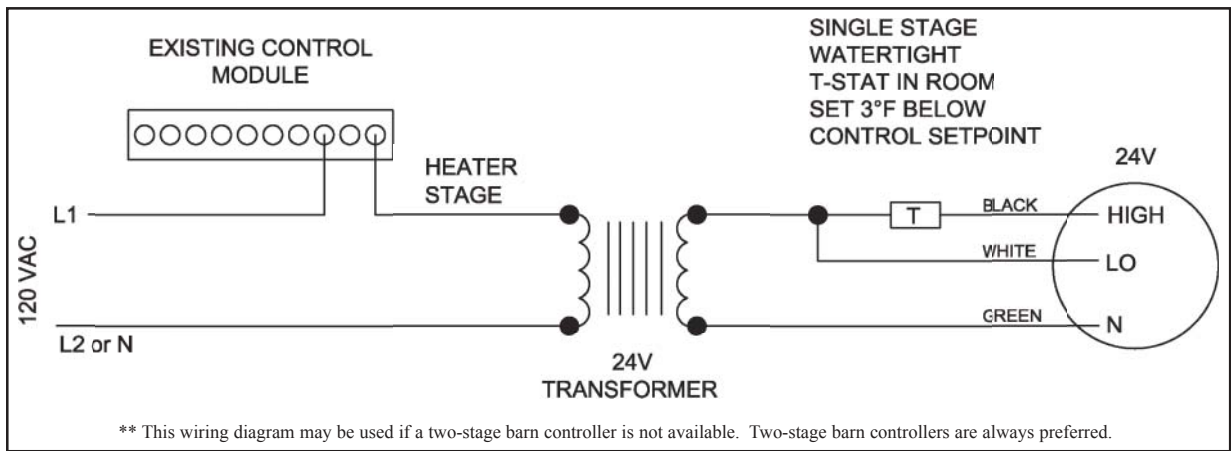 EXISTING CONTROL
MODULE
SINGLE STAGE
WATERTIGHT
T-STAT IN ROOM
SET 3°F BELOW
CONTROL SETPOINT
24V
HEATER
STAGE
L1
120 VAC
L2 or N
T
BLACK
HIGH
WHITE
LO
GREEN
N
24V
TRANSFORMER
** This wiring diagram may be used if a two-stage barn controller is not available. Two-stage barn controllers are always preferred.